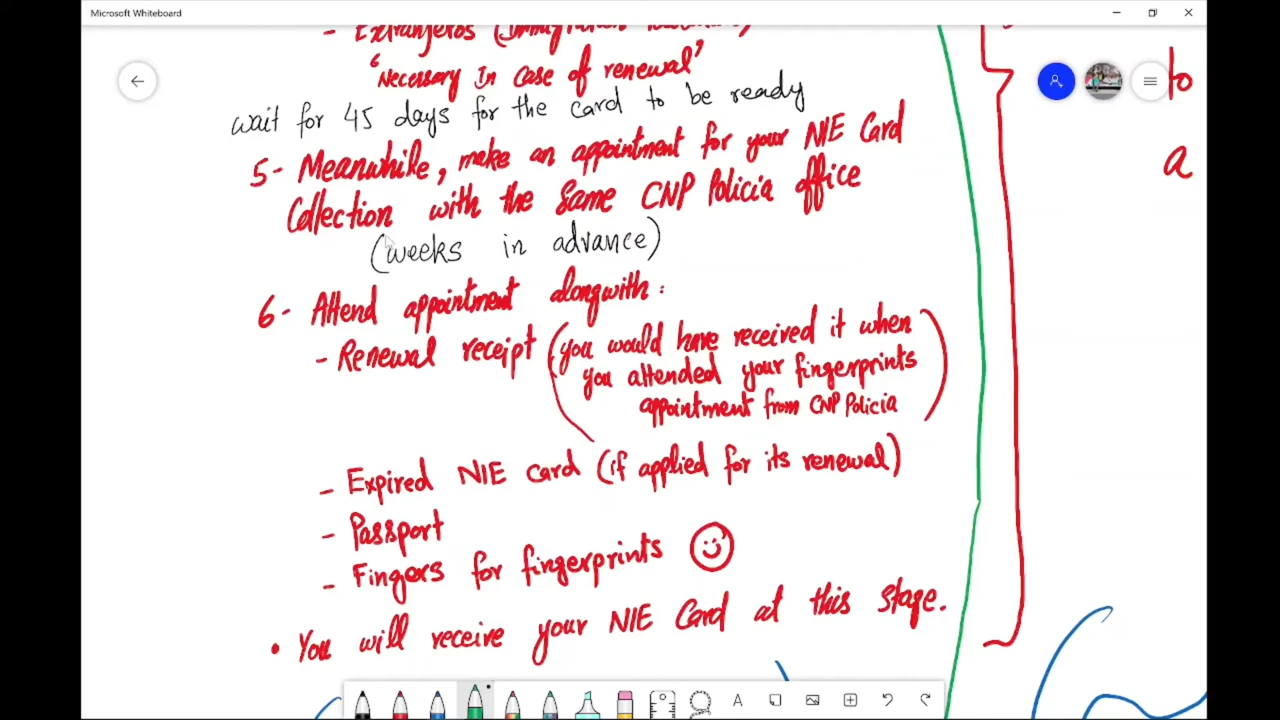 Microsoft Whiteboard
- Extranjeros (Immigration
"Necessary In case of renewal"
wait for 45 days for the card to be ready
5- Meanwhile, make an appointment for your NIE Card
Collection with the same CNP Policia office
(weeks in advance)
6- Attend appointment alongwith:
- Renewal receipt (you would have received it when
you attended your fingerprints
appointment from CNP Policia)
- Expired NIE card (if applied for its renewal)
- Passport
- Fingers for fingerprints
• You will receive your NIE Card at this stage.
to
a
A